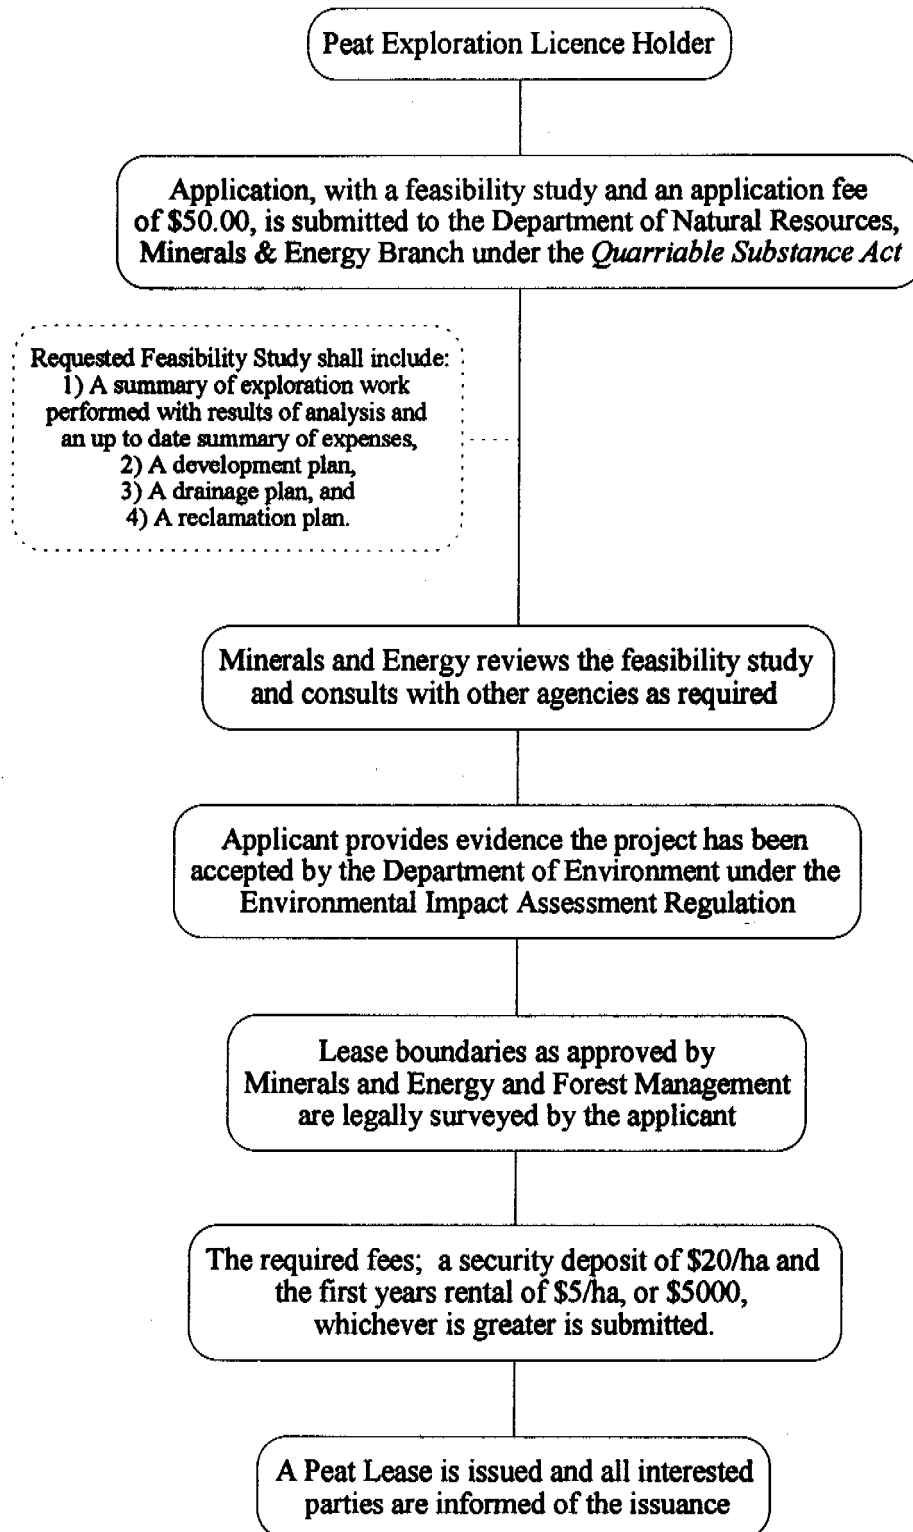 Peat Exploration Licence Holder
Application, with a feasibility study and an application fee
of $50.00, is submitted to the Department of Natural Resources,
Minerals & Energy Branch under the Quarriable Substance Act
Requested Feasibility Study shall include:
1) A summary of exploration work
performed with results of analysis and
an up to date summary of expenses,
2) A development plan,
3) A drainage plan, and
4) A reclamation plan.
Minerals and Energy reviews the feasibility study
and consults with other agencies as required
Applicant provides evidence the project has been
accepted by the Department of Environment under the
Environmental Impact Assessment Regulation
Lease boundaries as approved by
Minerals and Energy and Forest Management
are legally surveyed by the applicant
The required fees; a security deposit of $20/ha and
the first years rental of $5/ha, or $5000,
whichever is greater is submitted.
A Peat Lease is issued and all interested
parties are informed of the issuance